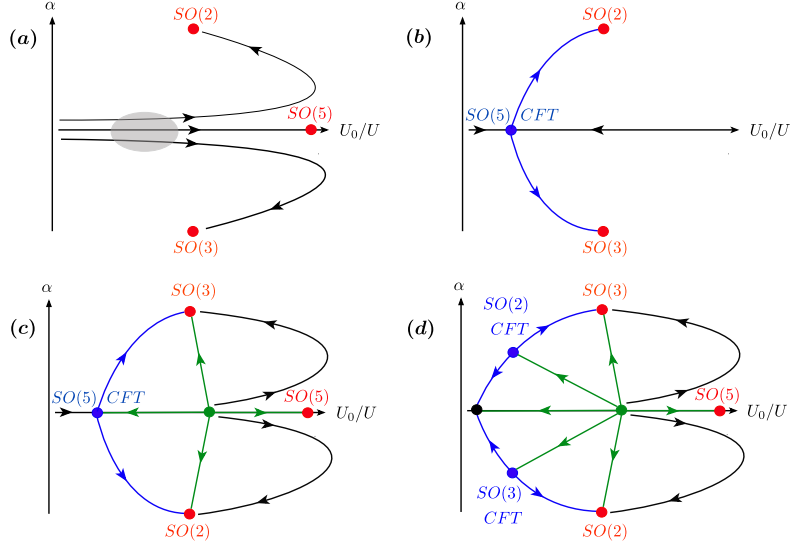 α
SO(2)
(a)
SO(5)
U₀/U
SO(3)
α
SO(2)
(b)
SO(5) CFT
U₀/U
SO(3)
α
SO(3)
(c)
SO(5) CFT
SO(5)
U₀/U
SO(2)
α
SO(3)
SO(2)
CFT
(d)
SO(5)
U₀/U
SO(3)
CFT
SO(2)